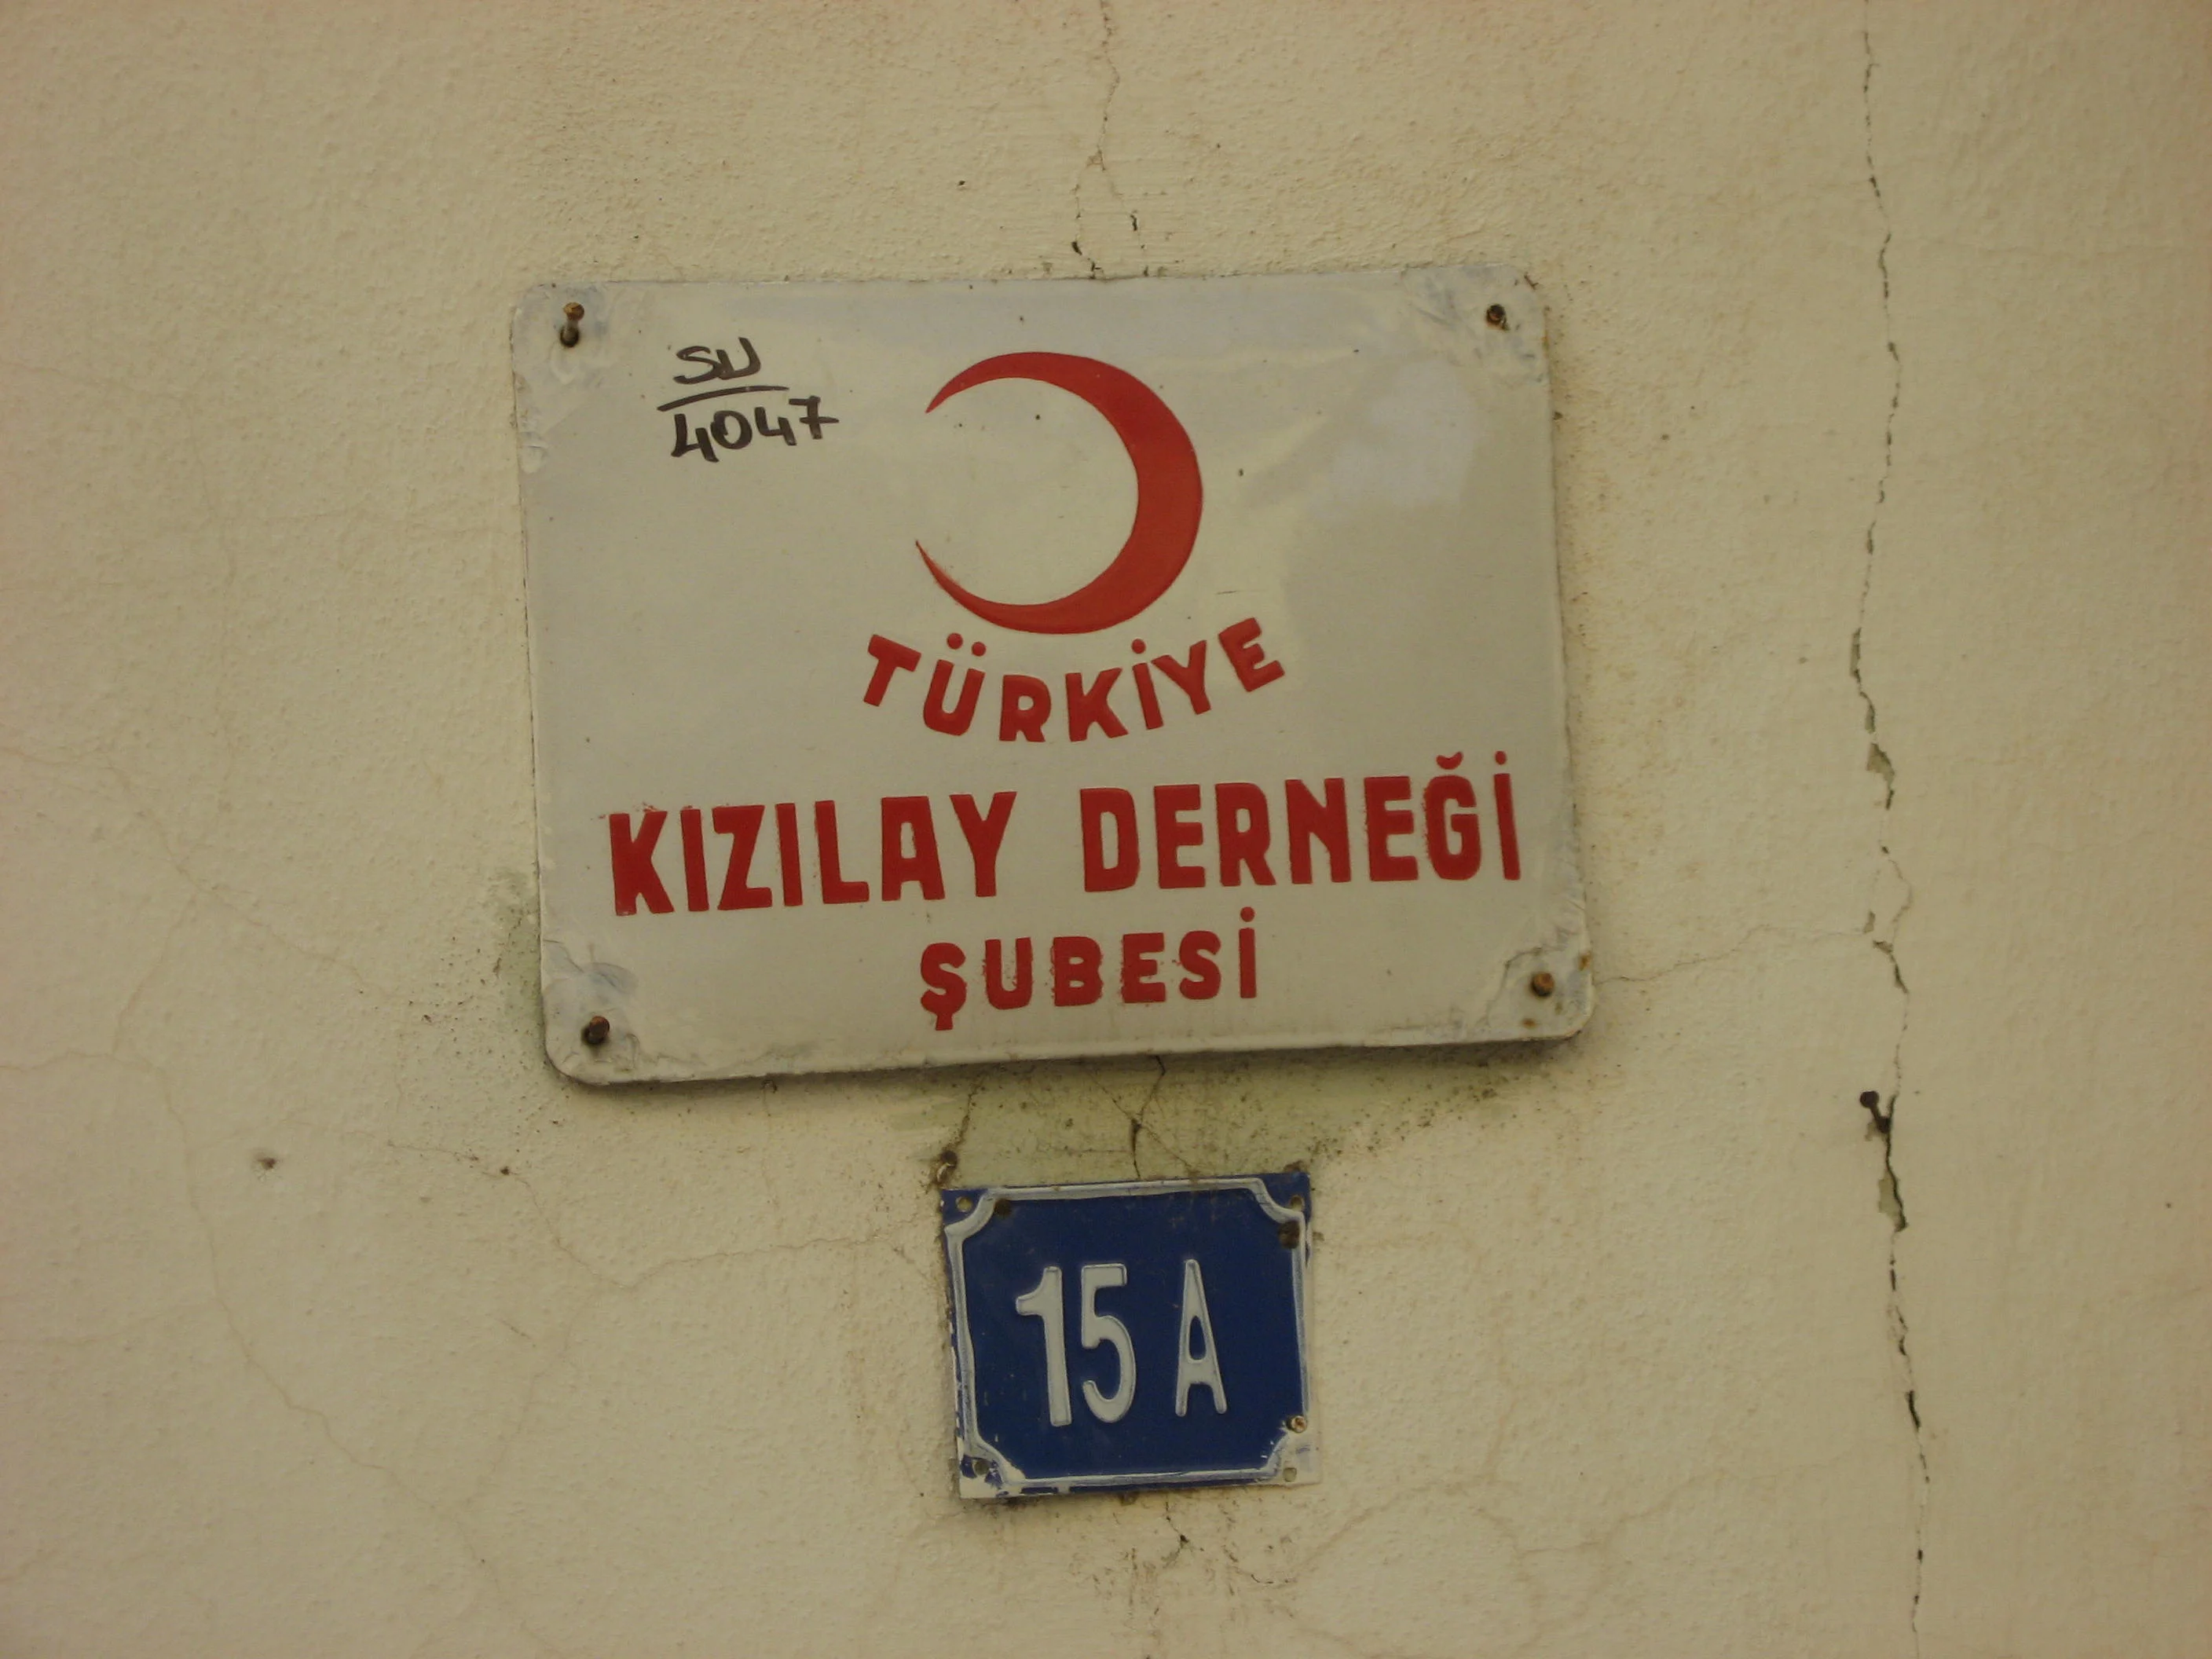 SU
4047
TÜRKİYE
KIZILAY DERNEĞİ
ŞUBESİ
15 A